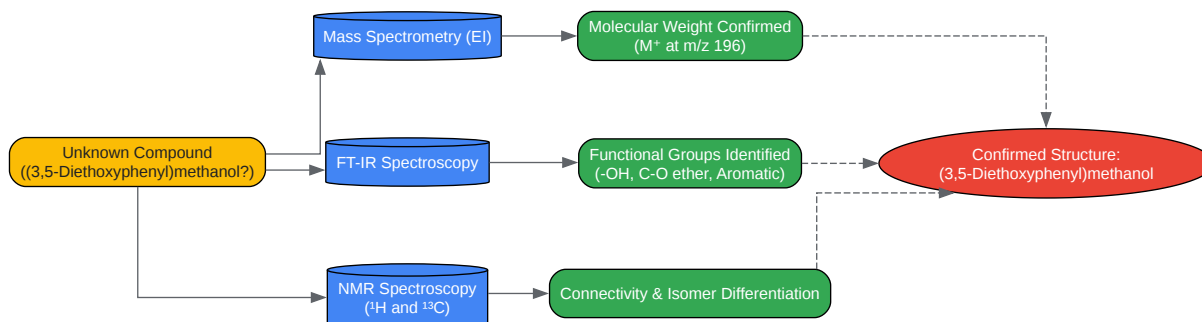 Mass Spectrometry (EI)
Molecular Weight Confirmed
(M⁺ at m/z 196)
Unknown Compound
((3,5-Diethoxyphenyl)methanol?)
FT-IR Spectroscopy
Functional Groups Identified
(-OH, C-O ether, Aromatic)
Confirmed Structure:
(3,5-Diethoxyphenyl)methanol
NMR Spectroscopy
(¹H and ¹³C)
Connectivity & Isomer Differentiation